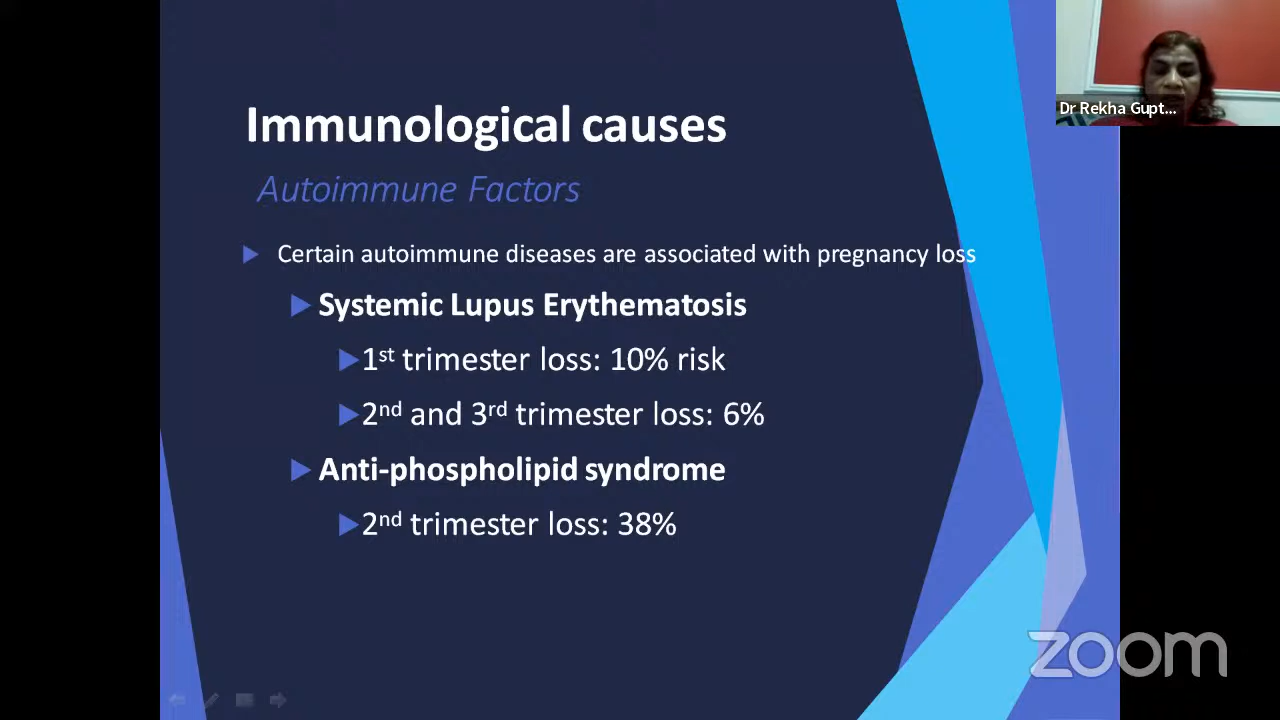 Immunological causes
Autoimmune Factors
Certain autoimmune diseases are associated with pregnancy loss
Systemic Lupus Erythematosis
1st trimester loss: 10% risk
2nd and 3rd trimester loss: 6%
Anti-phospholipid syndrome
2nd trimester loss: 38%
Dr Rekha Gupt...
zoom